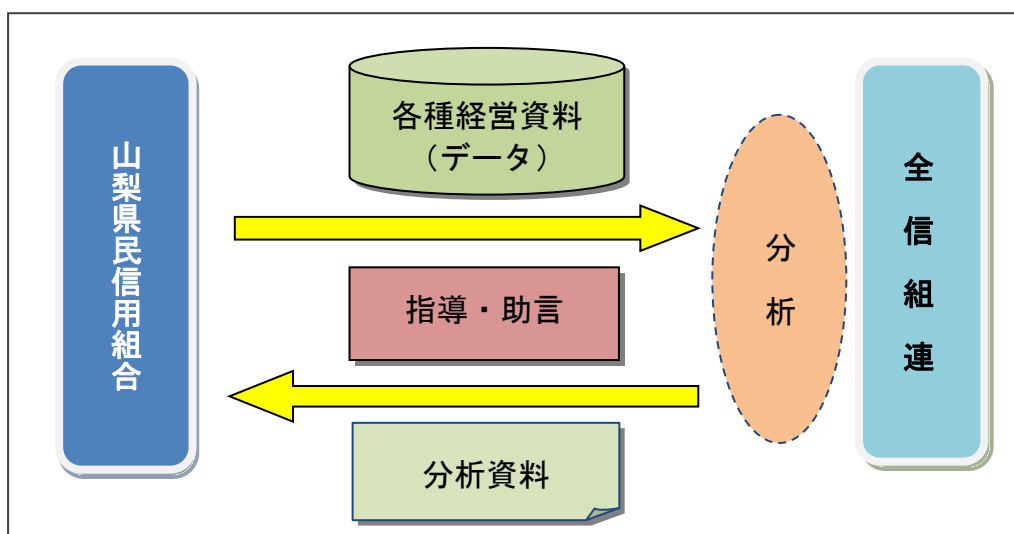 山梨県民信用組合
各種経営資料
（データ）
指導・助言
分析資料
分析
全信組連